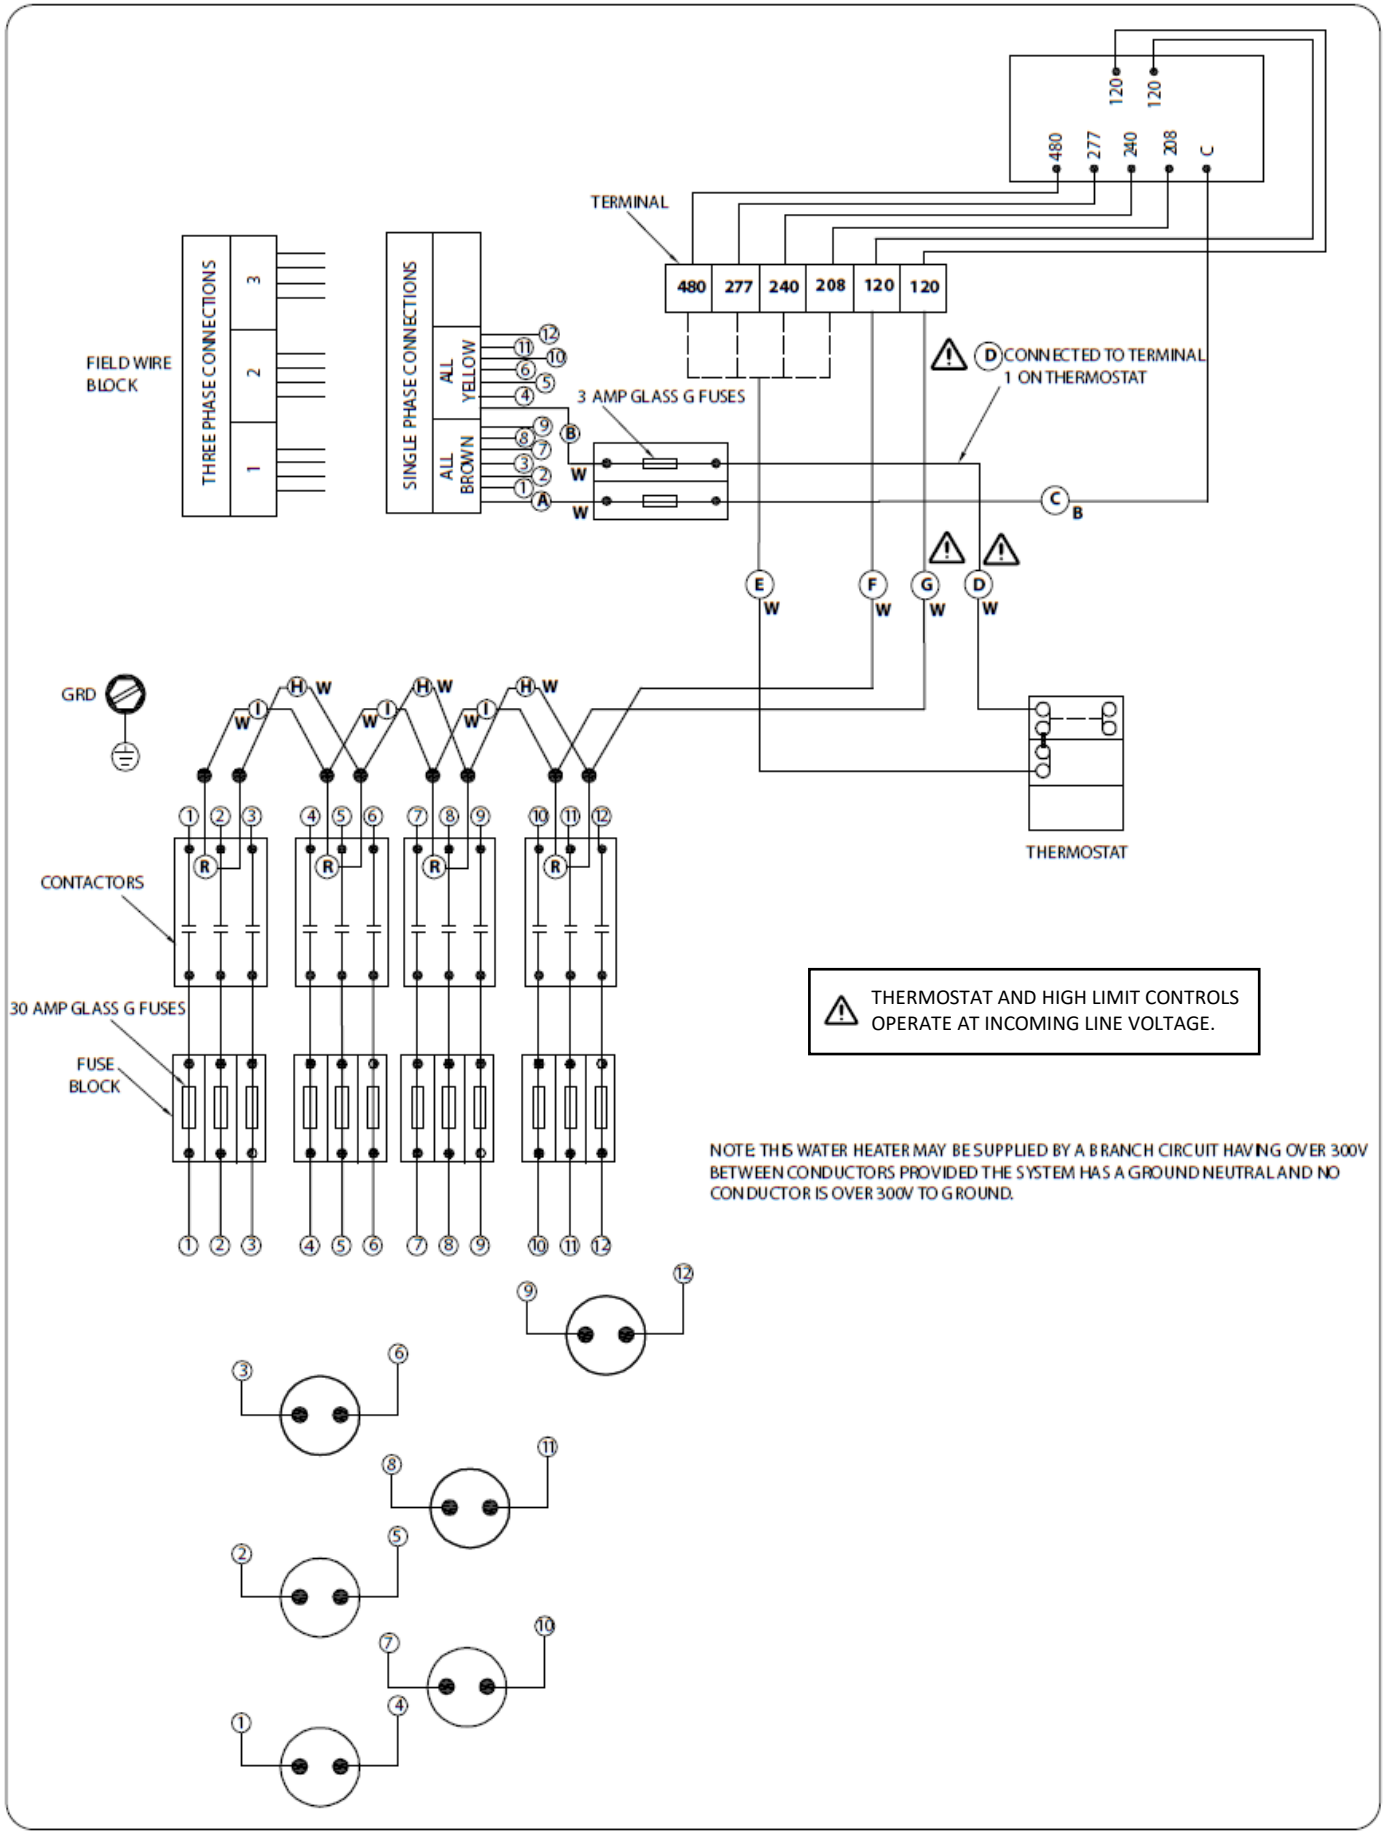 120
120
480
277
240
208
C
TERMINAL
480 277 240 208 120 120
FIELD WIRE
BLOCK
THREE PHASE CONNECTIONS
3
2
1
SINGLE PHASE CONNECTIONS
ALL
YELLOW
ALL
BROWN
12
11
10
6
5
4
9
8
7
3
2
1
B
A
W
W
3 AMP GLASS G FUSES
D CONNECTED TO TERMINAL
1 ON THERMOSTAT
C
B
E W
F W
G W
D W
GRD
H W H W H W
W I W I W I
1 2 3 4 5 6 7 8 9 10 11 12
R R R R
CONTACTORS
THERMOSTAT
30 AMP GLASS G FUSES
FUSE
BLOCK
THERMOSTAT AND HIGH LIMIT CONTROLS
OPERATE AT INCOMING LINE VOLTAGE.
NOTE: THIS WATER HEATER MAY BE SUPPLIED BY A BRANCH CIRCUIT HAVING OVER 300V
BETWEEN CONDUCTORS PROVIDED THE SYSTEM HAS A GROUND NEUTRAL AND NO
CONDUCTOR IS OVER 300V TO GROUND.
1 2 3 4 5 6 7 8 9 10 11 12
9 12
3 6
8 11
2 5
7 10
1 4